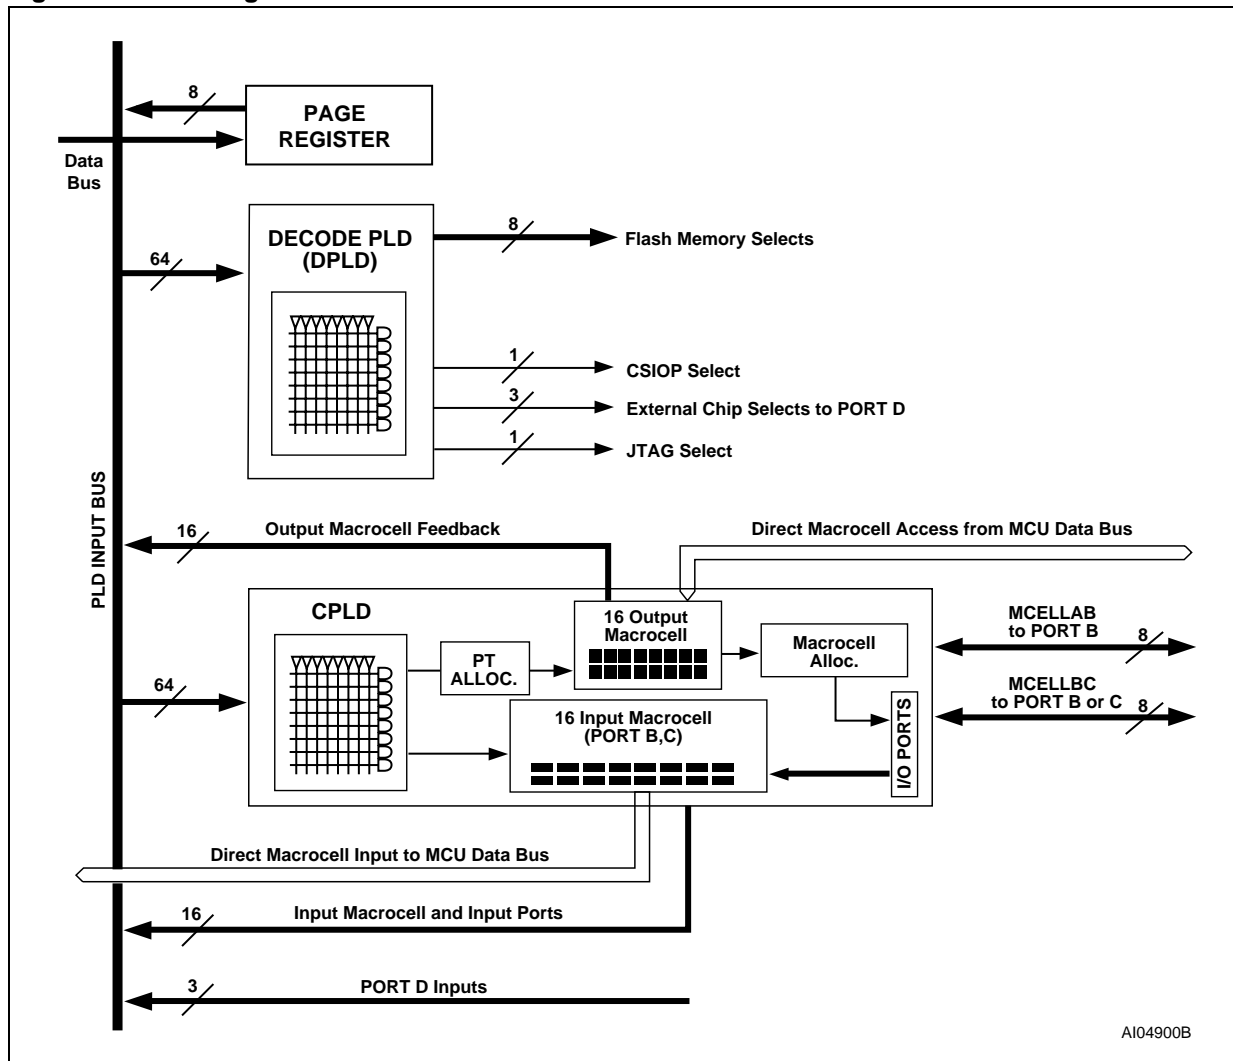 8
PAGE
REGISTER
Data
Bus
DECODE PLD
(DPLD)
8
Flash Memory Selects
64
1
CSIOP Select
3
External Chip Selects to PORT D
1
JTAG Select
PLD INPUT BUS
16
Output Macrocell Feedback
Direct Macrocell Access from MCU Data Bus
CPLD
16 Output
Macrocell
Macrocell
Alloc.
MCELLAB
to PORT B
8
PT
ALLOC.
64
MCELLBC
to PORT B or C
8
16 Input Macrocell
(PORT B,C)
I/O PORTS
Direct Macrocell Input to MCU Data Bus
16
Input Macrocell and Input Ports
3
PORT D Inputs
AI04900B